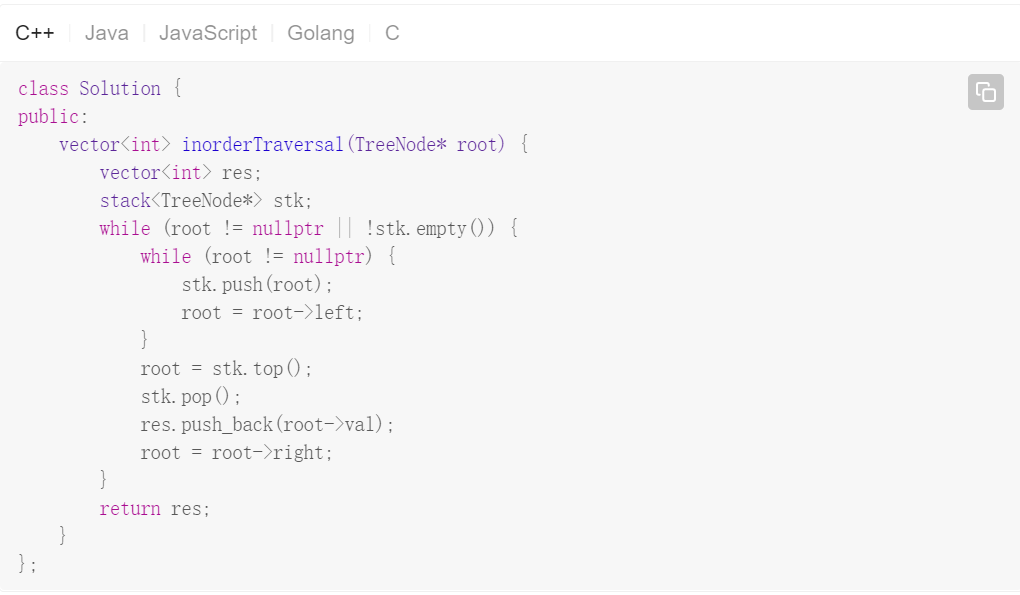 C++ Java JavaScript Golang C
class Solution {
public:
    vector<int> inorderTraversal(TreeNode* root) {
        vector<int> res;
        stack<TreeNode*> stk;
        while (root != nullptr || !stk.empty()) {
            while (root != nullptr) {
                stk.push(root);
                root = root->left;
            }
            root = stk.top();
            stk.pop();
            res.push_back(root->val);
            root = root->right;
        }
        return res;
    }
};